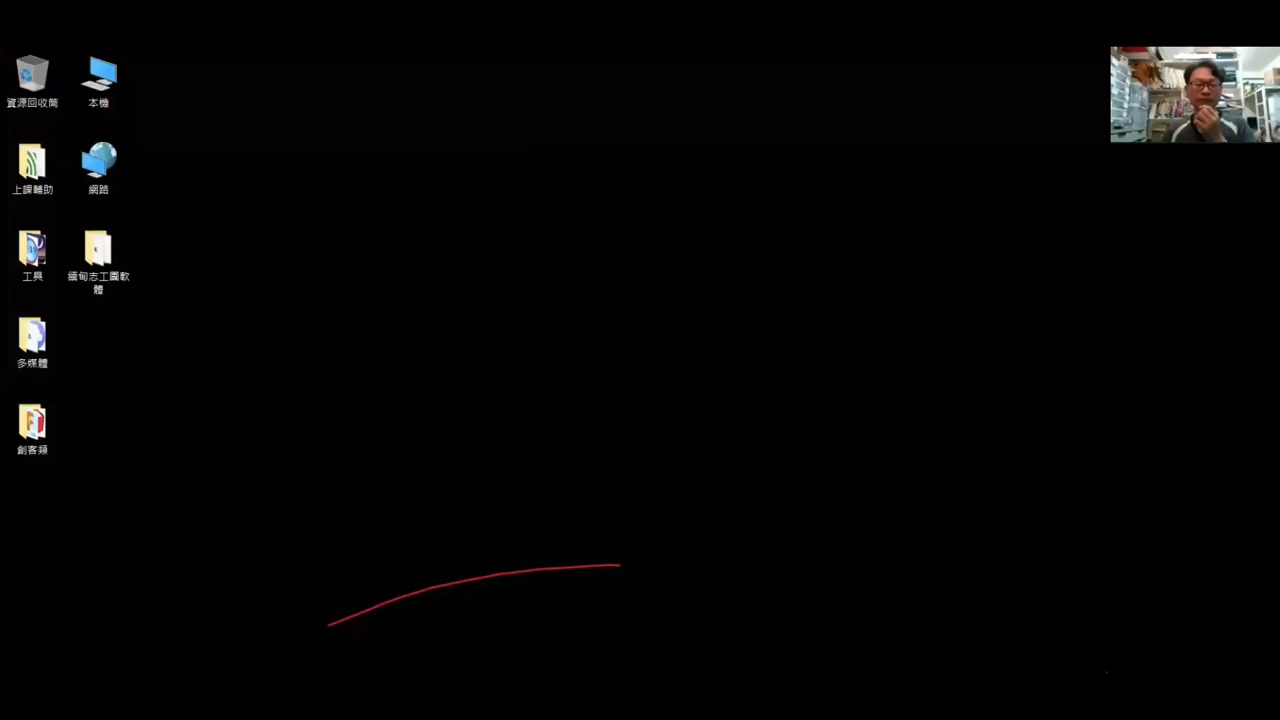 資源回收筒
本機
上課輔助
網路
工具
緬甸志工團軟
體
多媒體
創客類